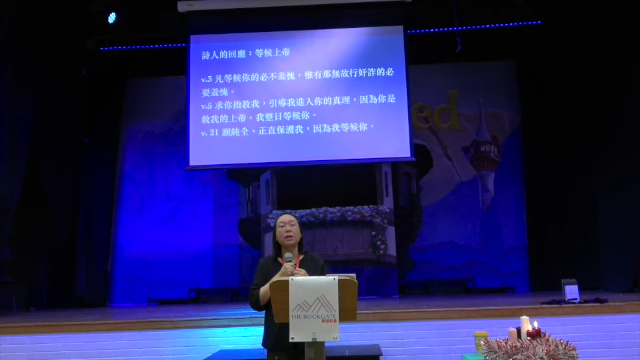 詩人的回應：等候上帝
v.3 凡等候你的必不羞愧，惟有那無故行奸詐的必
要羞愧。
v.5 求你指教我，引導我進入你的真理，因為你是
救我的上帝。我整日等候你。
v. 21 願純全、正直保護我，因為我等候你。
ed
THE ROCKGATE